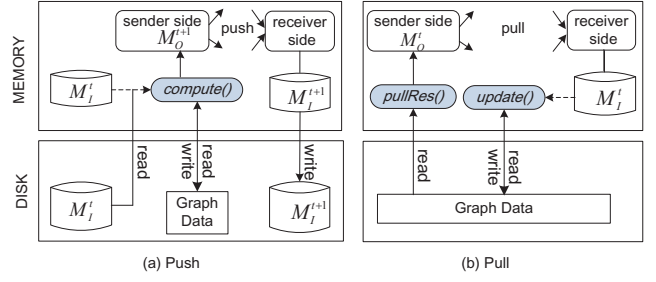 MEMORY
sender side
M_O^{t+1}
push
receiver
side
M_I^t
compute()
M_I^{t+1}
DISK
read
read
write
write
M_I^t
Graph
Data
M_I^{t+1}
(a) Push
sender side
M_O^t
pull
receiver
side
pullRes()
update()
M_I^t
read
read
write
Graph Data
(b) Pull